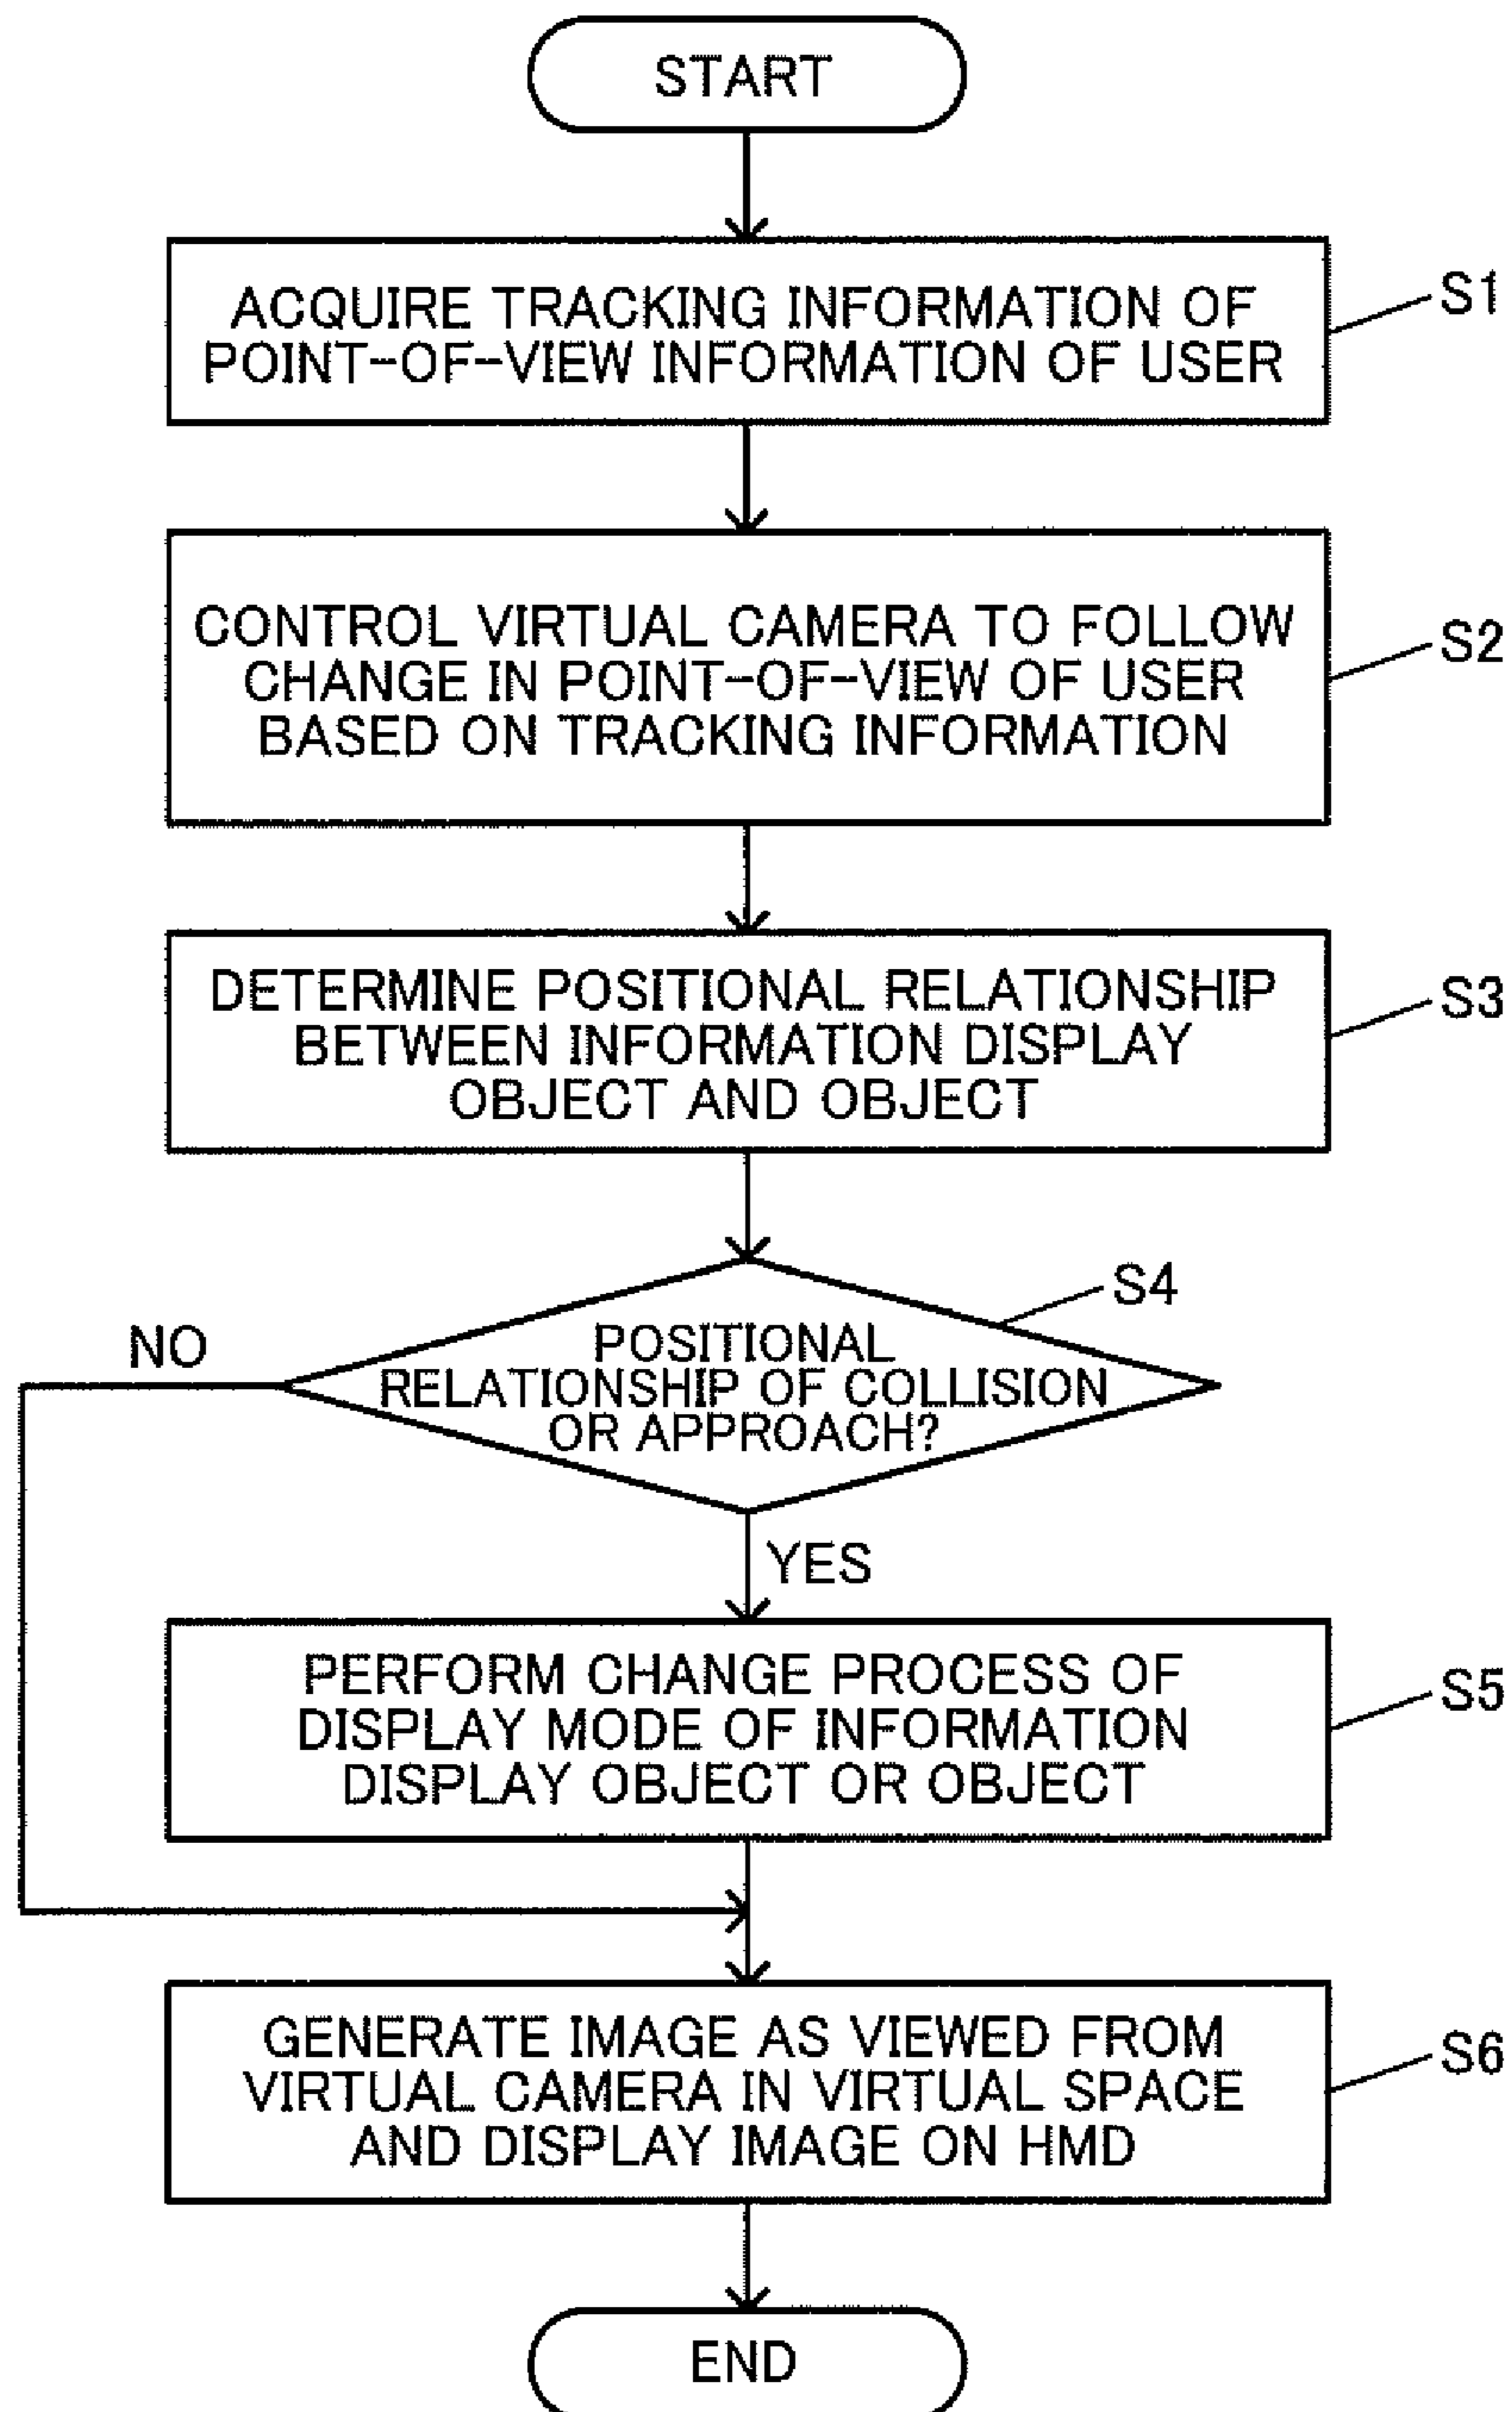 START
ACQUIRE TRACKING INFORMATION OF
POINT-OF-VIEW INFORMATION OF USER
S1
CONTROL VIRTUAL CAMERA TO FOLLOW
CHANGE IN POINT-OF-VIEW OF USER
BASED ON TRACKING INFORMATION
S2
DETERMINE POSITIONAL RELATIONSHIP
BETWEEN INFORMATION DISPLAY
OBJECT AND OBJECT
S3
S4
NO
POSITIONAL
RELATIONSHIP OF COLLISION
OR APPROACH?
YES
PERFORM CHANGE PROCESS OF
DISPLAY MODE OF INFORMATION
DISPLAY OBJECT OR OBJECT
S5
GENERATE IMAGE AS VIEWED FROM
VIRTUAL CAMERA IN VIRTUAL SPACE
AND DISPLAY IMAGE ON HMD
S6
END